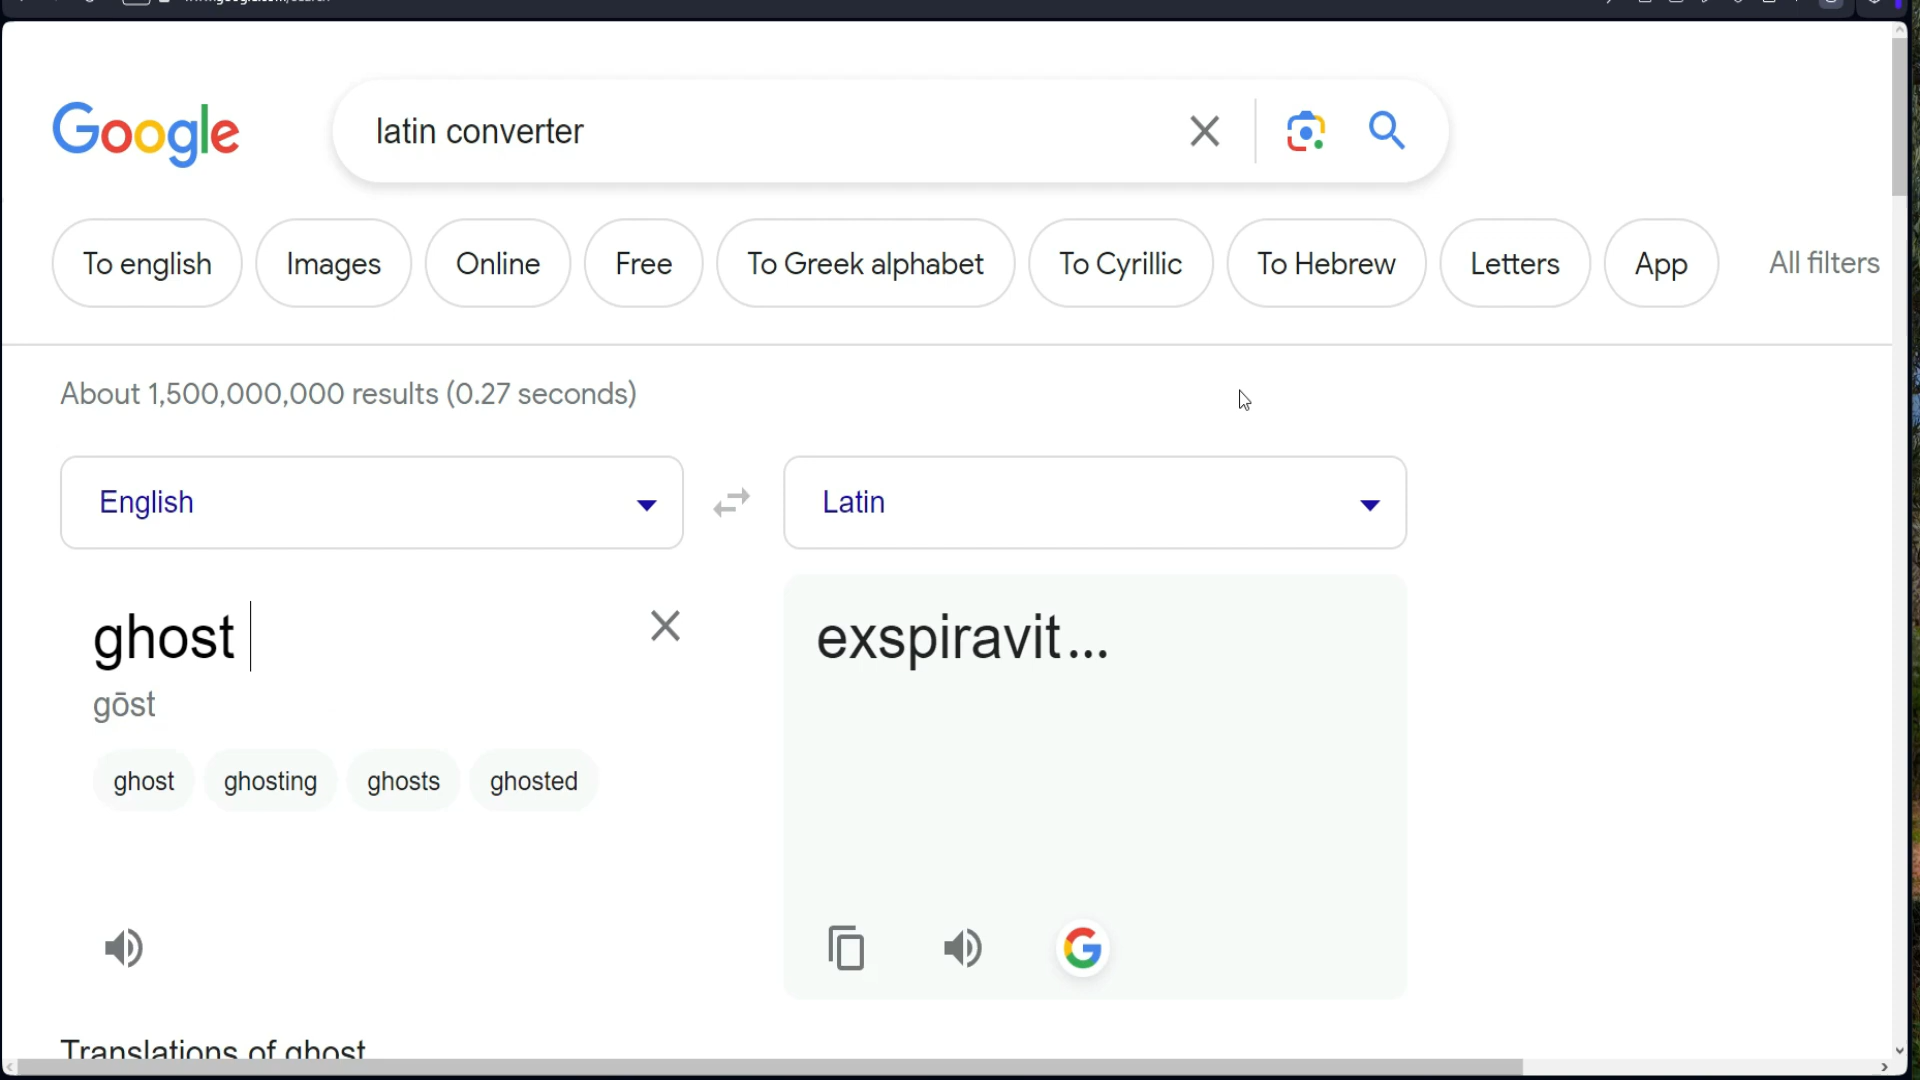 Google
latin converter
To english
Images
Online
Free
To Greek alphabet
To Cyrillic
To Hebrew
Letters
App
All filters
About 1,500,000,000 results (0.27 seconds)
English
Latin
ghost
exspiravit...
gōst
ghost
ghosting
ghosts
ghosted
Translations of ghost